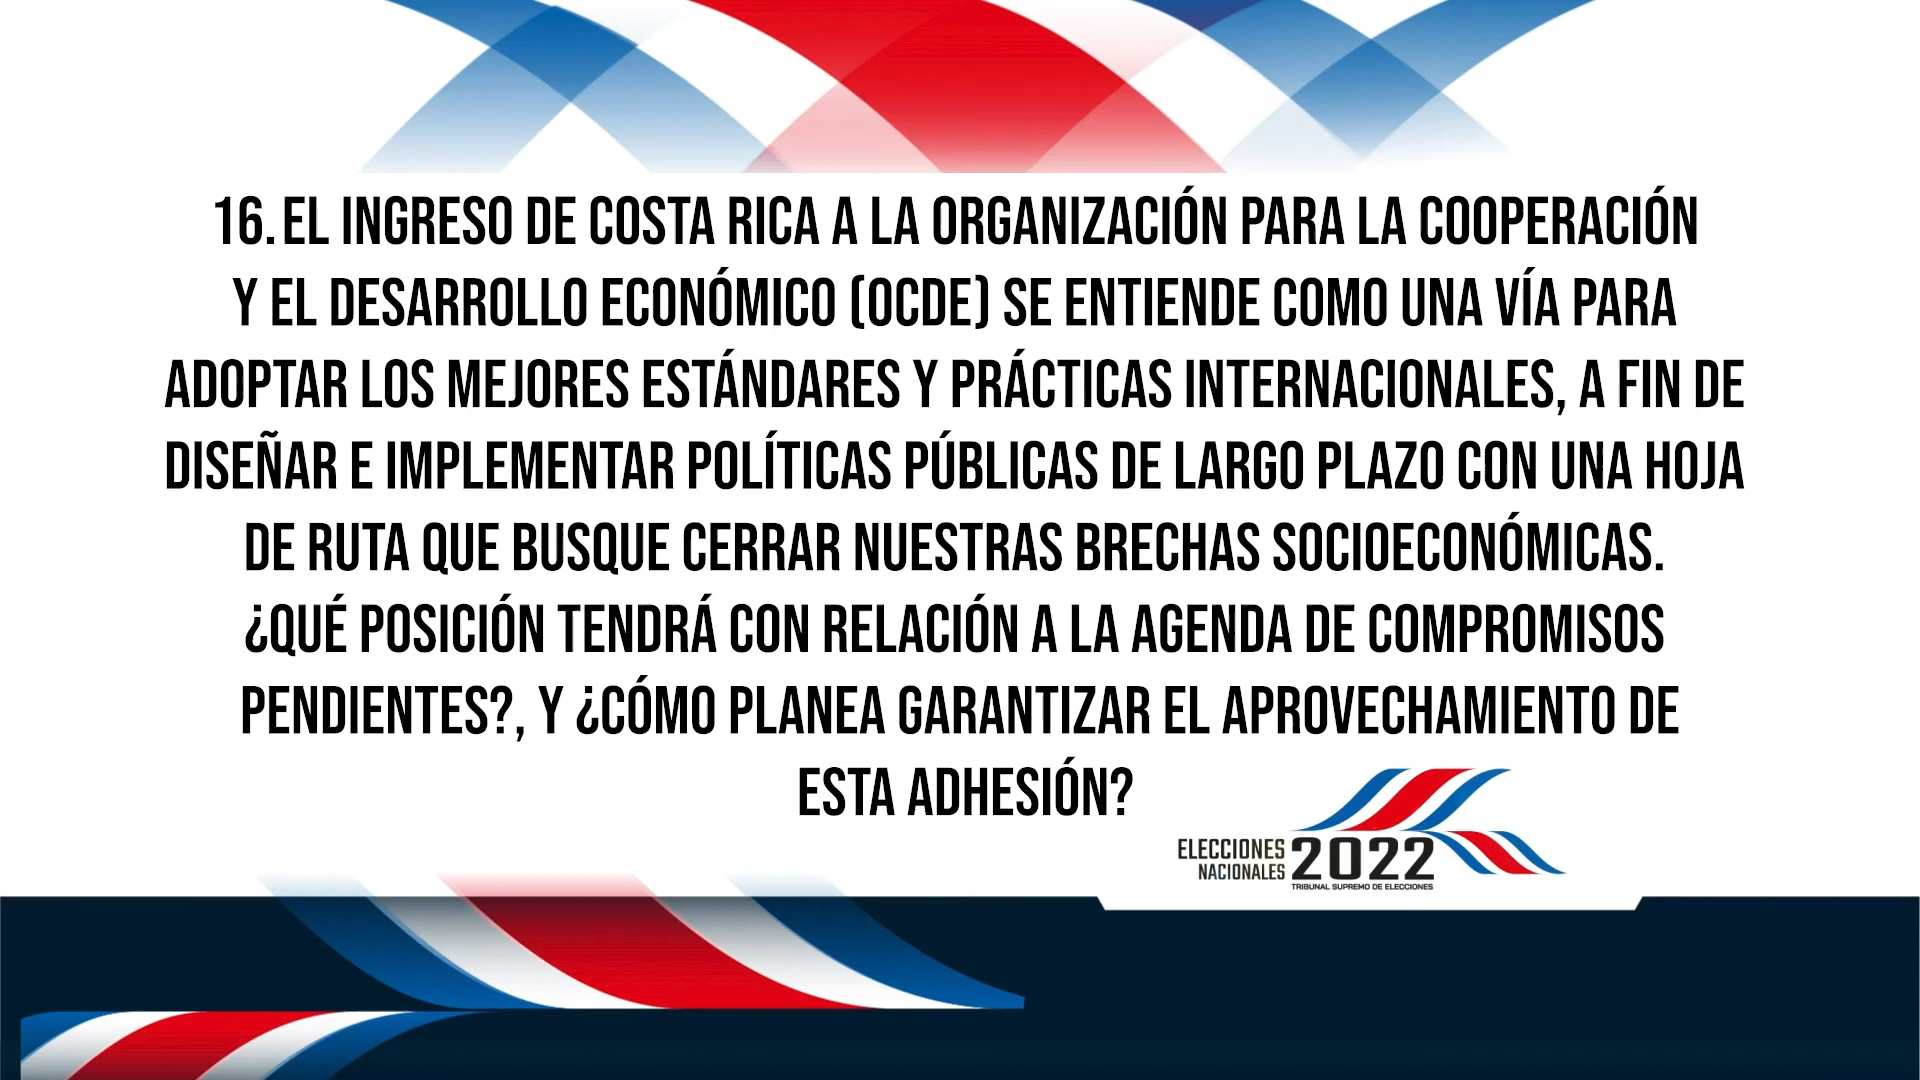 16. EL INGRESO DE COSTA RICA A LA ORGANIZACIÓN PARA LA COOPERACIÓN
Y EL DESARROLLO ECONÓMICO (OCDE) SE ENTIENDE COMO UNA VÍA PARA
ADOPTAR LOS MEJORES ESTÁNDARES Y PRÁCTICAS INTERNACIONALES, A FIN DE
DISEÑAR E IMPLEMENTAR POLÍTICAS PÚBLICAS DE LARGO PLAZO CON UNA HOJA
DE RUTA QUE BUSQUE CERRAR NUESTRAS BRECHAS SOCIOECONÓMICAS.
¿QUÉ POSICIÓN TENDRÁ CON RELACIÓN A LA AGENDA DE COMPROMISOS
PENDIENTES?, Y ¿CÓMO PLANEA GARANTIZAR EL APROVECHAMIENTO DE
ESTA ADHESIÓN?
ELECCIONES
NACIONALES
2022
TRIBUNAL SUPREMO DE ELECCIONES